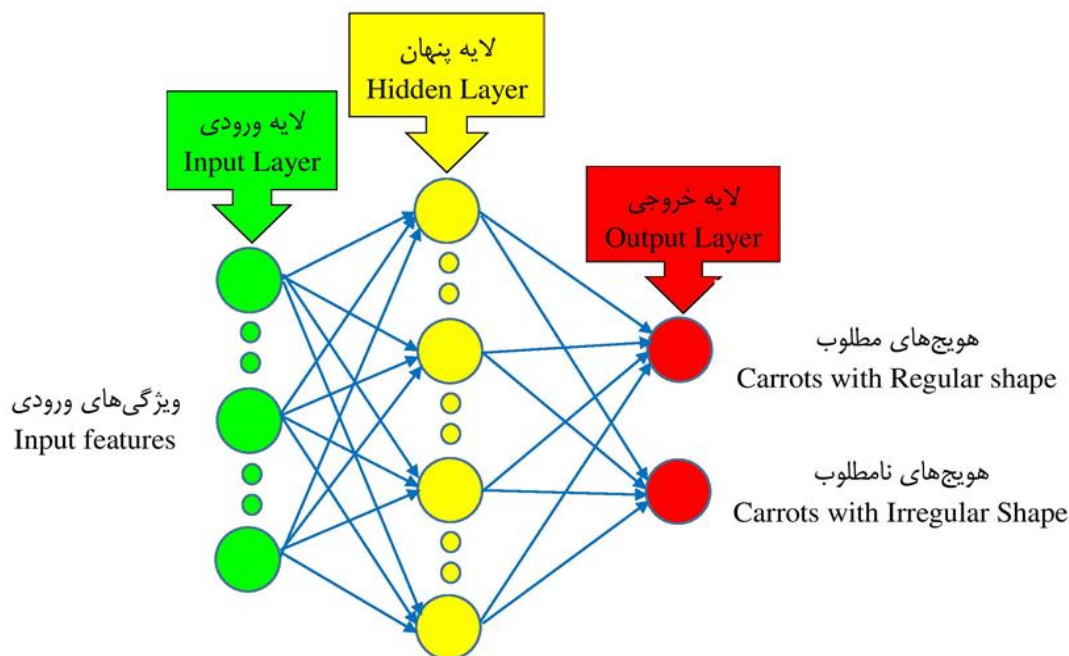 لایه پنهان
Hidden Layer
لایه ورودی
Input Layer
لایه خروجی
Output Layer
هویج‌های مطلوب
Carrots with Regular shape
ویژگی‌های ورودی
Input features
هویج‌های نامطلوب
Carrots with Irregular Shape